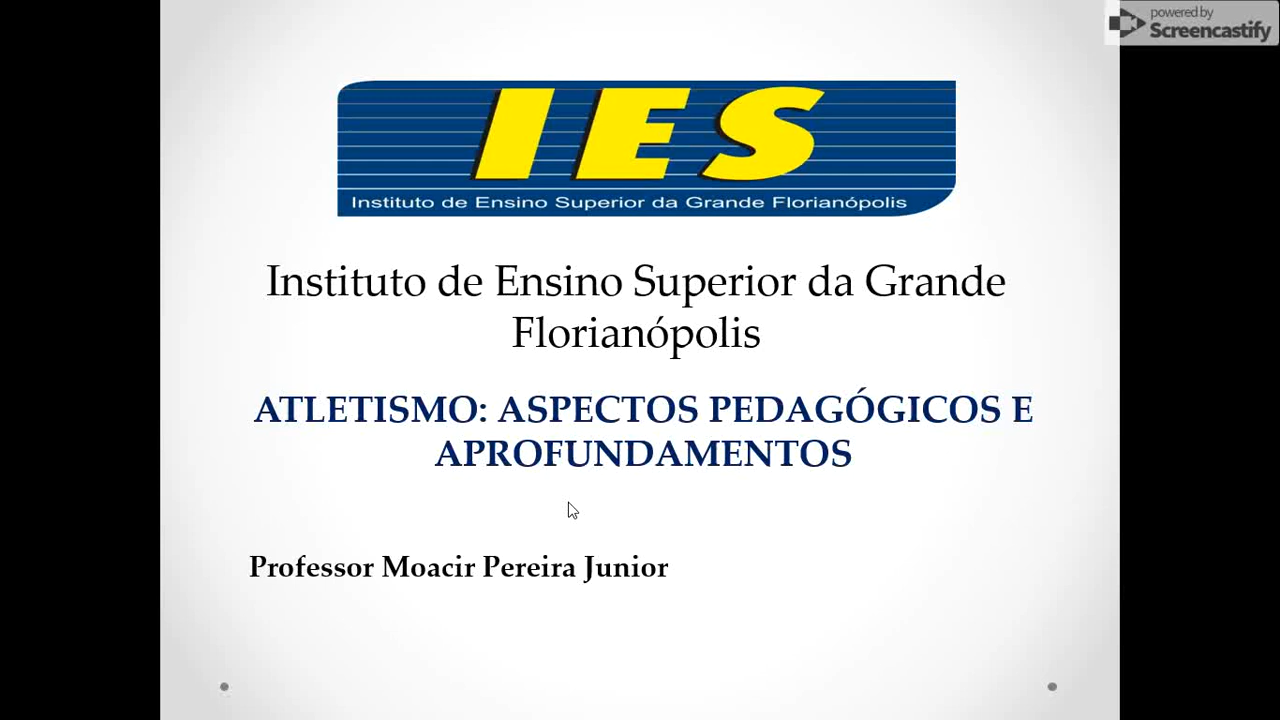 powered by
Screencastify
IES
Instituto de Ensino Superior da Grande Florianópolis
Instituto de Ensino Superior da Grande
Florianópolis
ATLETISMO: ASPECTOS PEDAGÓGICOS E
APROFUNDAMENTOS
Professor Moacir Pereira Junior